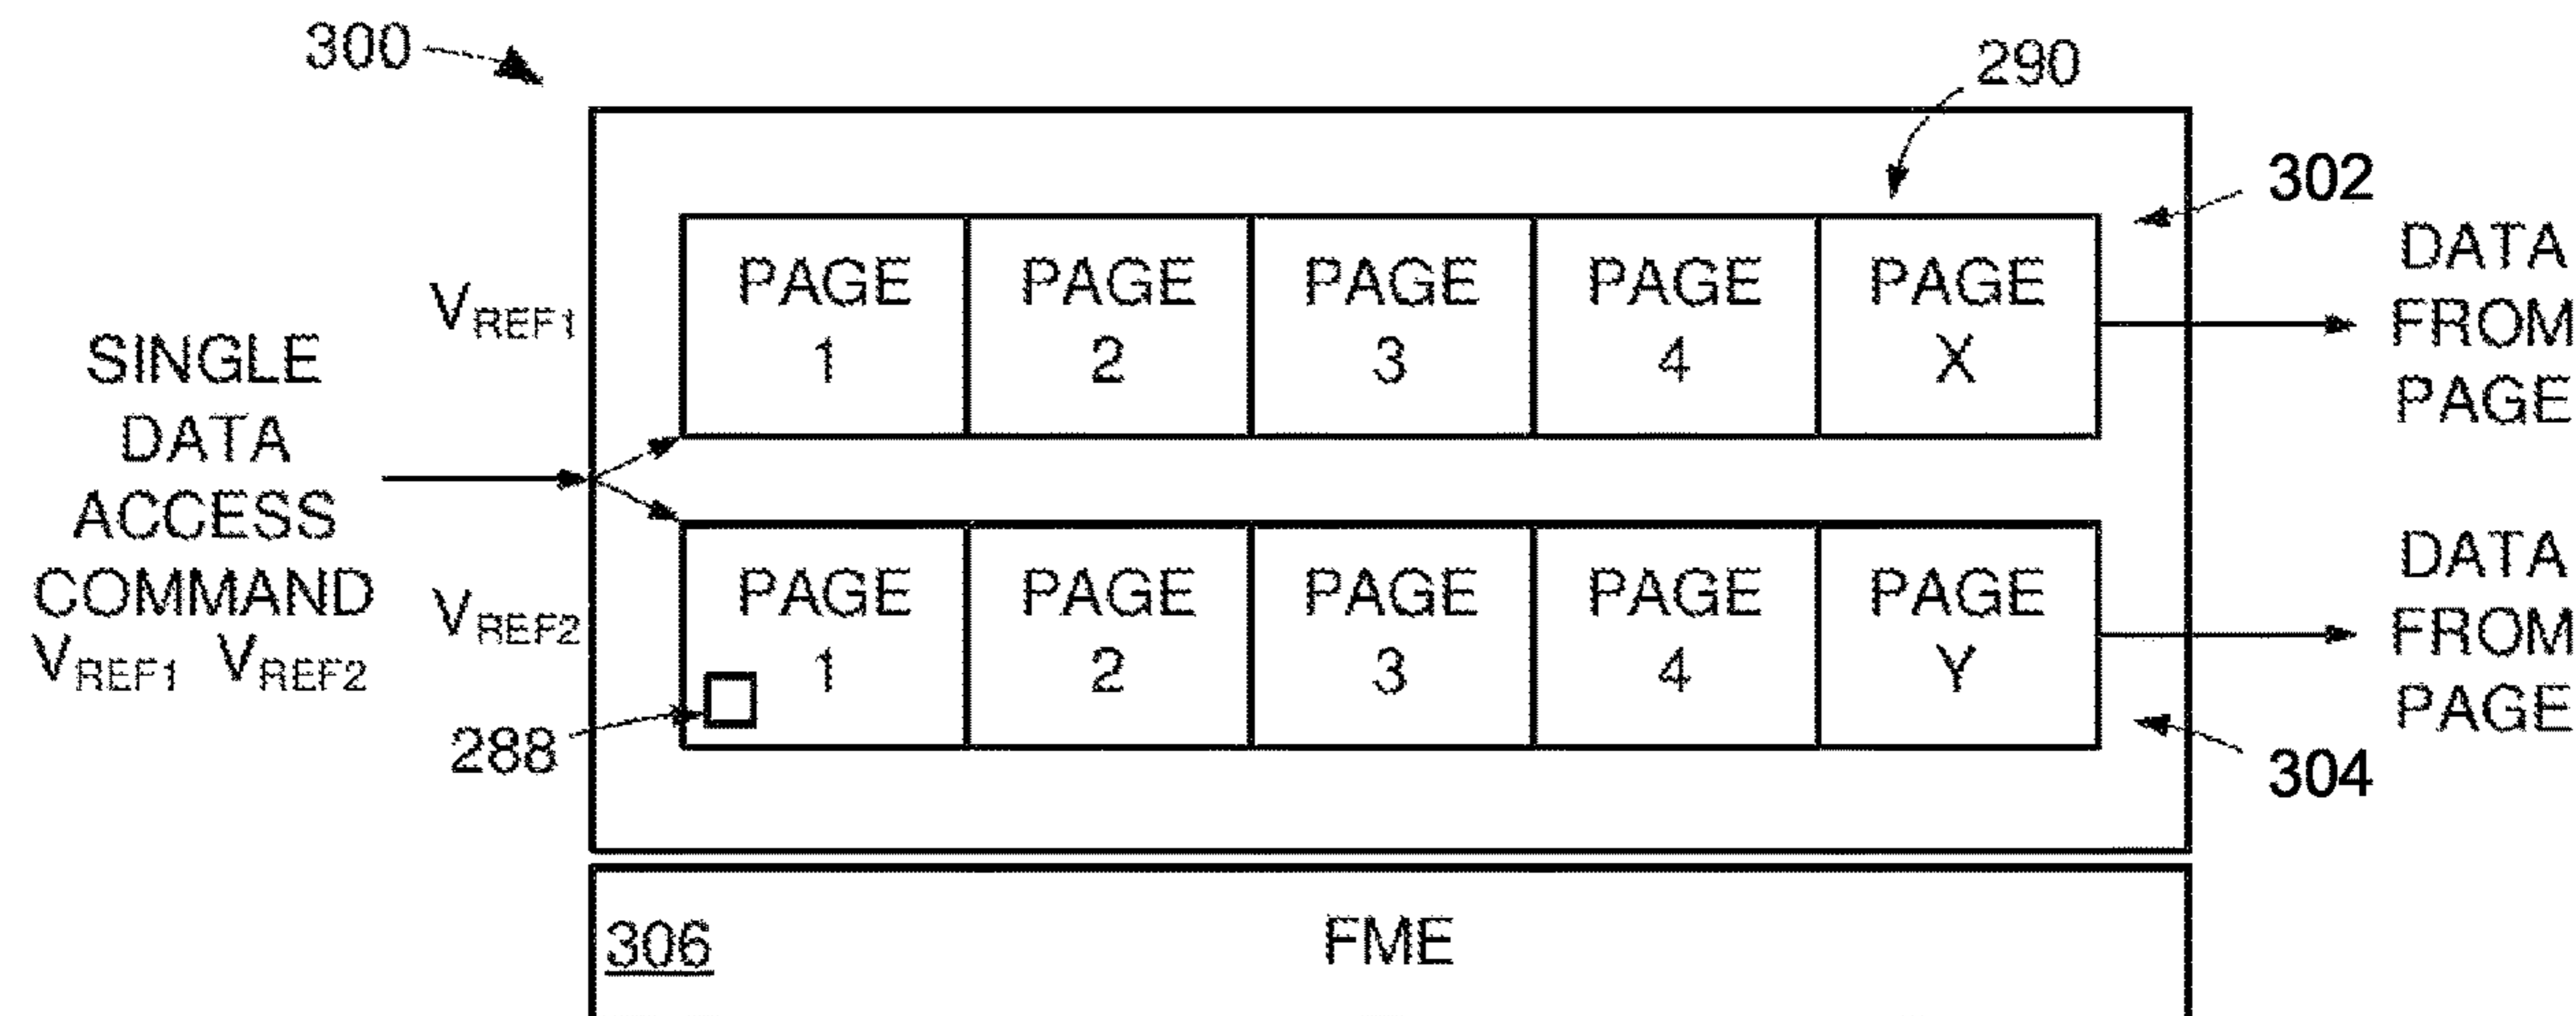 300
290
302
SINGLE
DATA
ACCESS
COMMAND
VREF1 VREF2
VREF1
PAGE 1
PAGE 2
PAGE 3
PAGE 4
PAGE X
DATA
FROM
PAGE
VREF2
PAGE 1
PAGE 2
PAGE 3
PAGE 4
PAGE Y
DATA
FROM
PAGE
288
304
306
FME